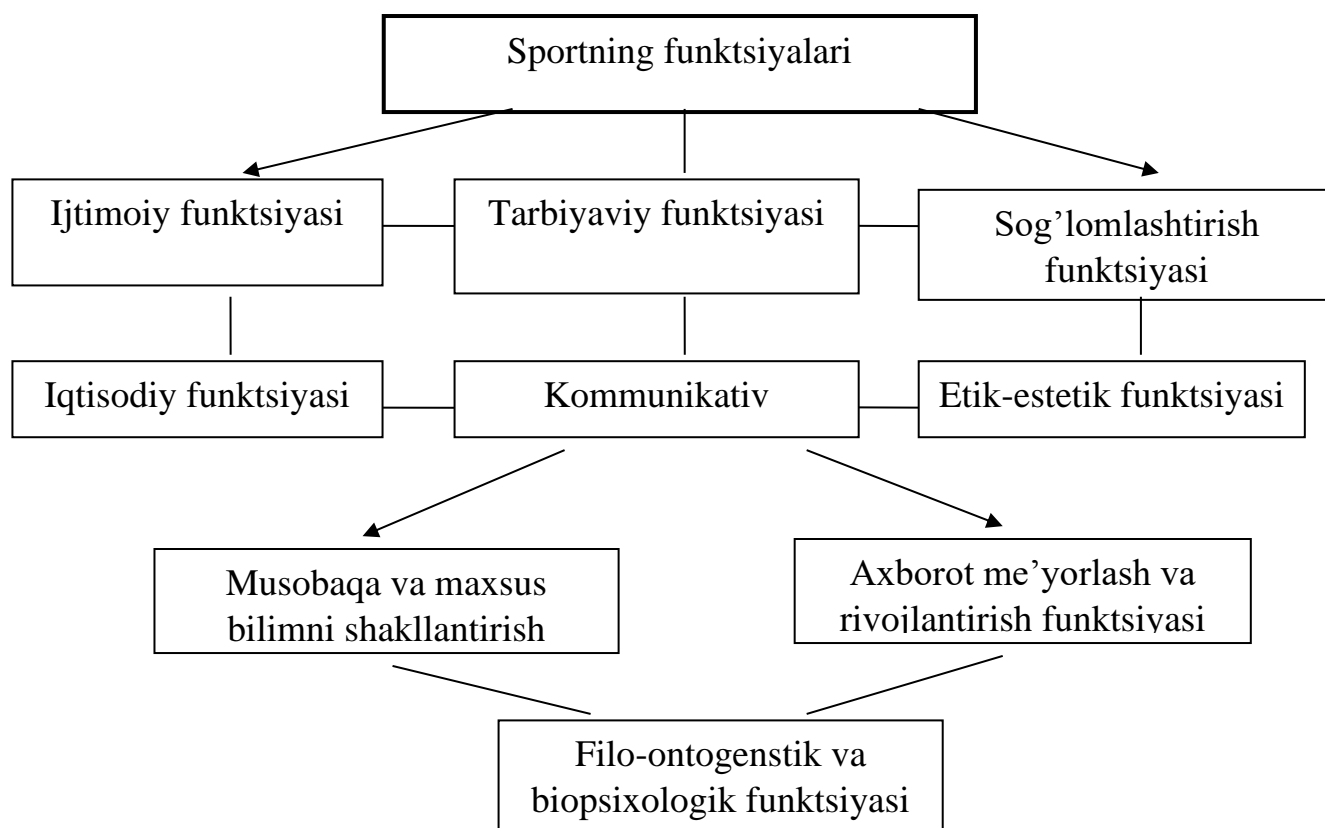 Sportning funktsiyalari
Ijtimoiy funktsiyasi
Tarbiyaviy funktsiyasi
Sog’lomlashtirish
funktsiyasi
Iqtisodiy funktsiyasi
Kommunikativ
Etik-estetik funktsiyasi
Musobaqa va maxsus
bilimni shakllantirish
Axborot me’yorlash va
rivojlantirish funktsiyasi
Filo-ontogenstik va
biopsixologik funktsiyasi